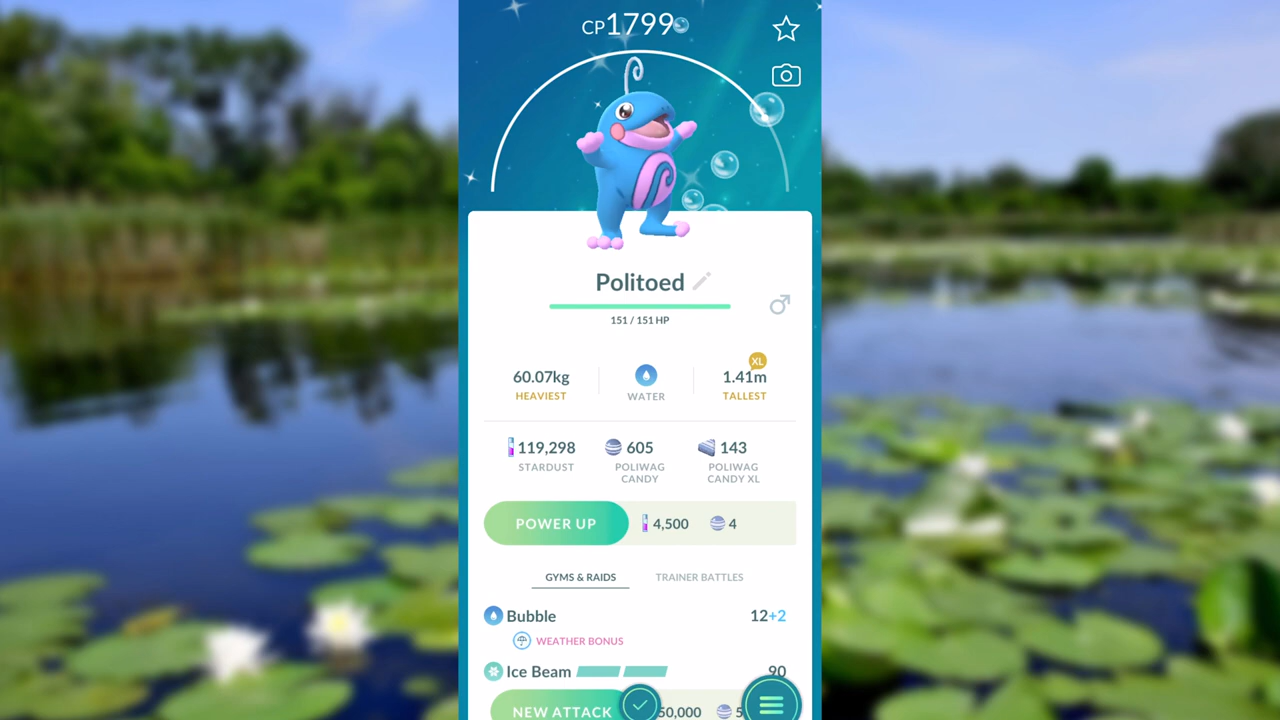 CP1799
Politoed
151 / 151 HP
XL
60.07kg
HEAVIEST
WATER
1.41m
TALLEST
119,298
STARDUST
605
POLIWAG
CANDY
143
POLIWAG
CANDY XL
POWER UP
4,500
4
GYMS & RAIDS
TRAINER BATTLES
Bubble
12+2
WEATHER BONUS
Ice Beam
90
NEW ATTACK
50,000
5